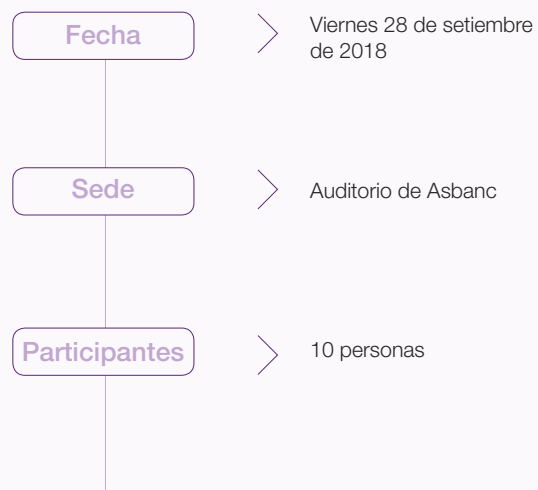 Fecha
Viernes 28 de setiembre
de 2018
Sede
Auditorio de Asbanc
Participantes
10 personas